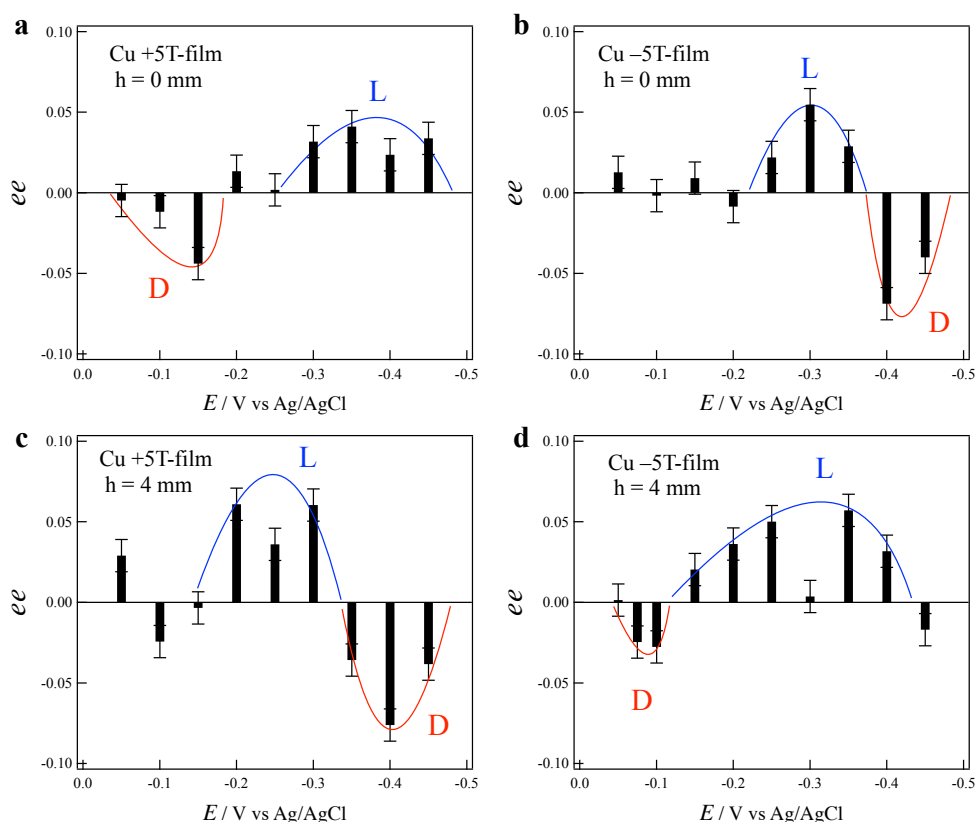 a
Cu +5T-film
h = 0 mm
L
D
ee
0.10
0.05
0.00
-0.05
-0.10
0.0 -0.1 -0.2 -0.3 -0.4 -0.5
E / V vs Ag/AgCl
b
Cu –5T-film
h = 0 mm
L
D
ee
0.10
0.05
0.00
-0.05
-0.10
0.0 -0.1 -0.2 -0.3 -0.4 -0.5
E / V vs Ag/AgCl
c
Cu +5T-film
h = 4 mm
L
D
ee
0.10
0.05
0.00
-0.05
-0.10
0.0 -0.1 -0.2 -0.3 -0.4 -0.5
E / V vs Ag/AgCl
d
Cu –5T-film
h = 4 mm
L
D
ee
0.10
0.05
0.00
-0.05
-0.10
0.0 -0.1 -0.2 -0.3 -0.4 -0.5
E / V vs Ag/AgCl